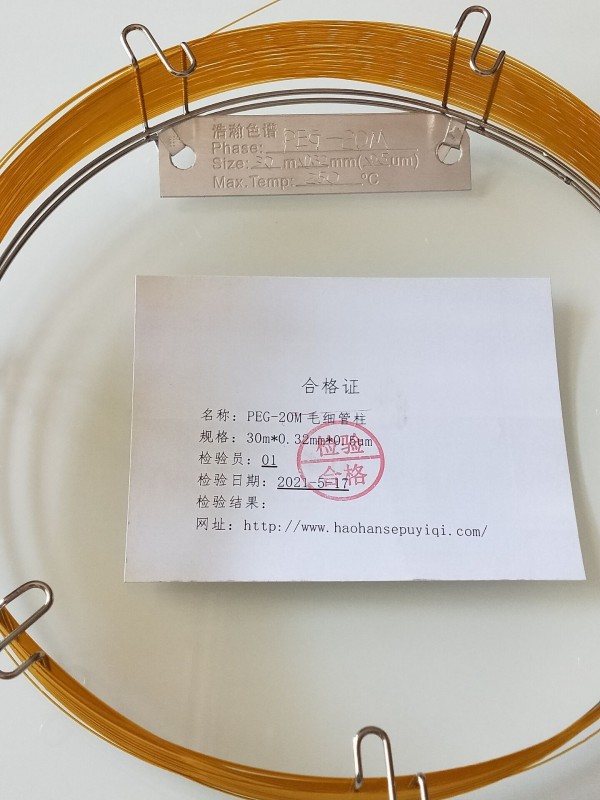 浩瀚色谱
Phase: PEG-20M
Size: 30 m×0.32mm(×0.5um)
Max.Temp: 250 °C
合格证
名称: PEG-20M 毛细管柱
规格: 30m*0.32mm*0.5um
检验员: 01
检验日期: 2021-5-17
检验结果:
检验
合格
网址: http://www.haohansepuyiqi.com/